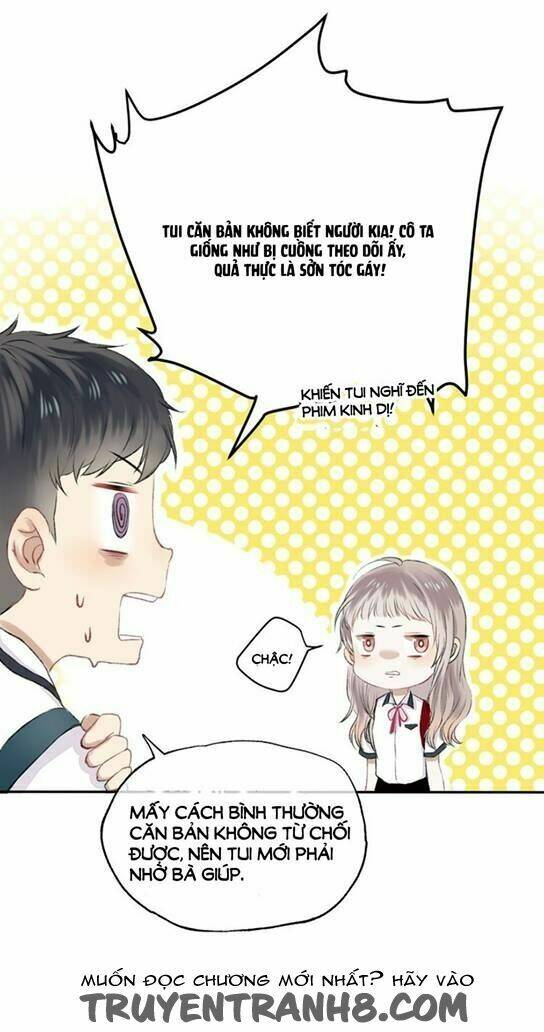 TUI CĂN BẢN KHÔNG BIẾT NGƯỜI KIA! CÔ TA
GIỐNG NHƯ BỊ CUỒNG THEO DÕI ẤY,
QUẢ THỰC LÀ SỞN TÓC GÁY!
KHIẾN TUI NGHĨ ĐẾN
PHIM KINH DỊ!
CHẬC!
MẤY CÁCH BÌNH THƯỜNG
CĂN BẢN KHÔNG TỪ CHỐI
ĐƯỢC, NÊN TUI MỚI PHẢI
NHỜ BÀ GIÚP.
MUỐN ĐỌC CHƯƠNG MỚI NHẤT? HÃY VÀO
TRUYENTRANH8.COM